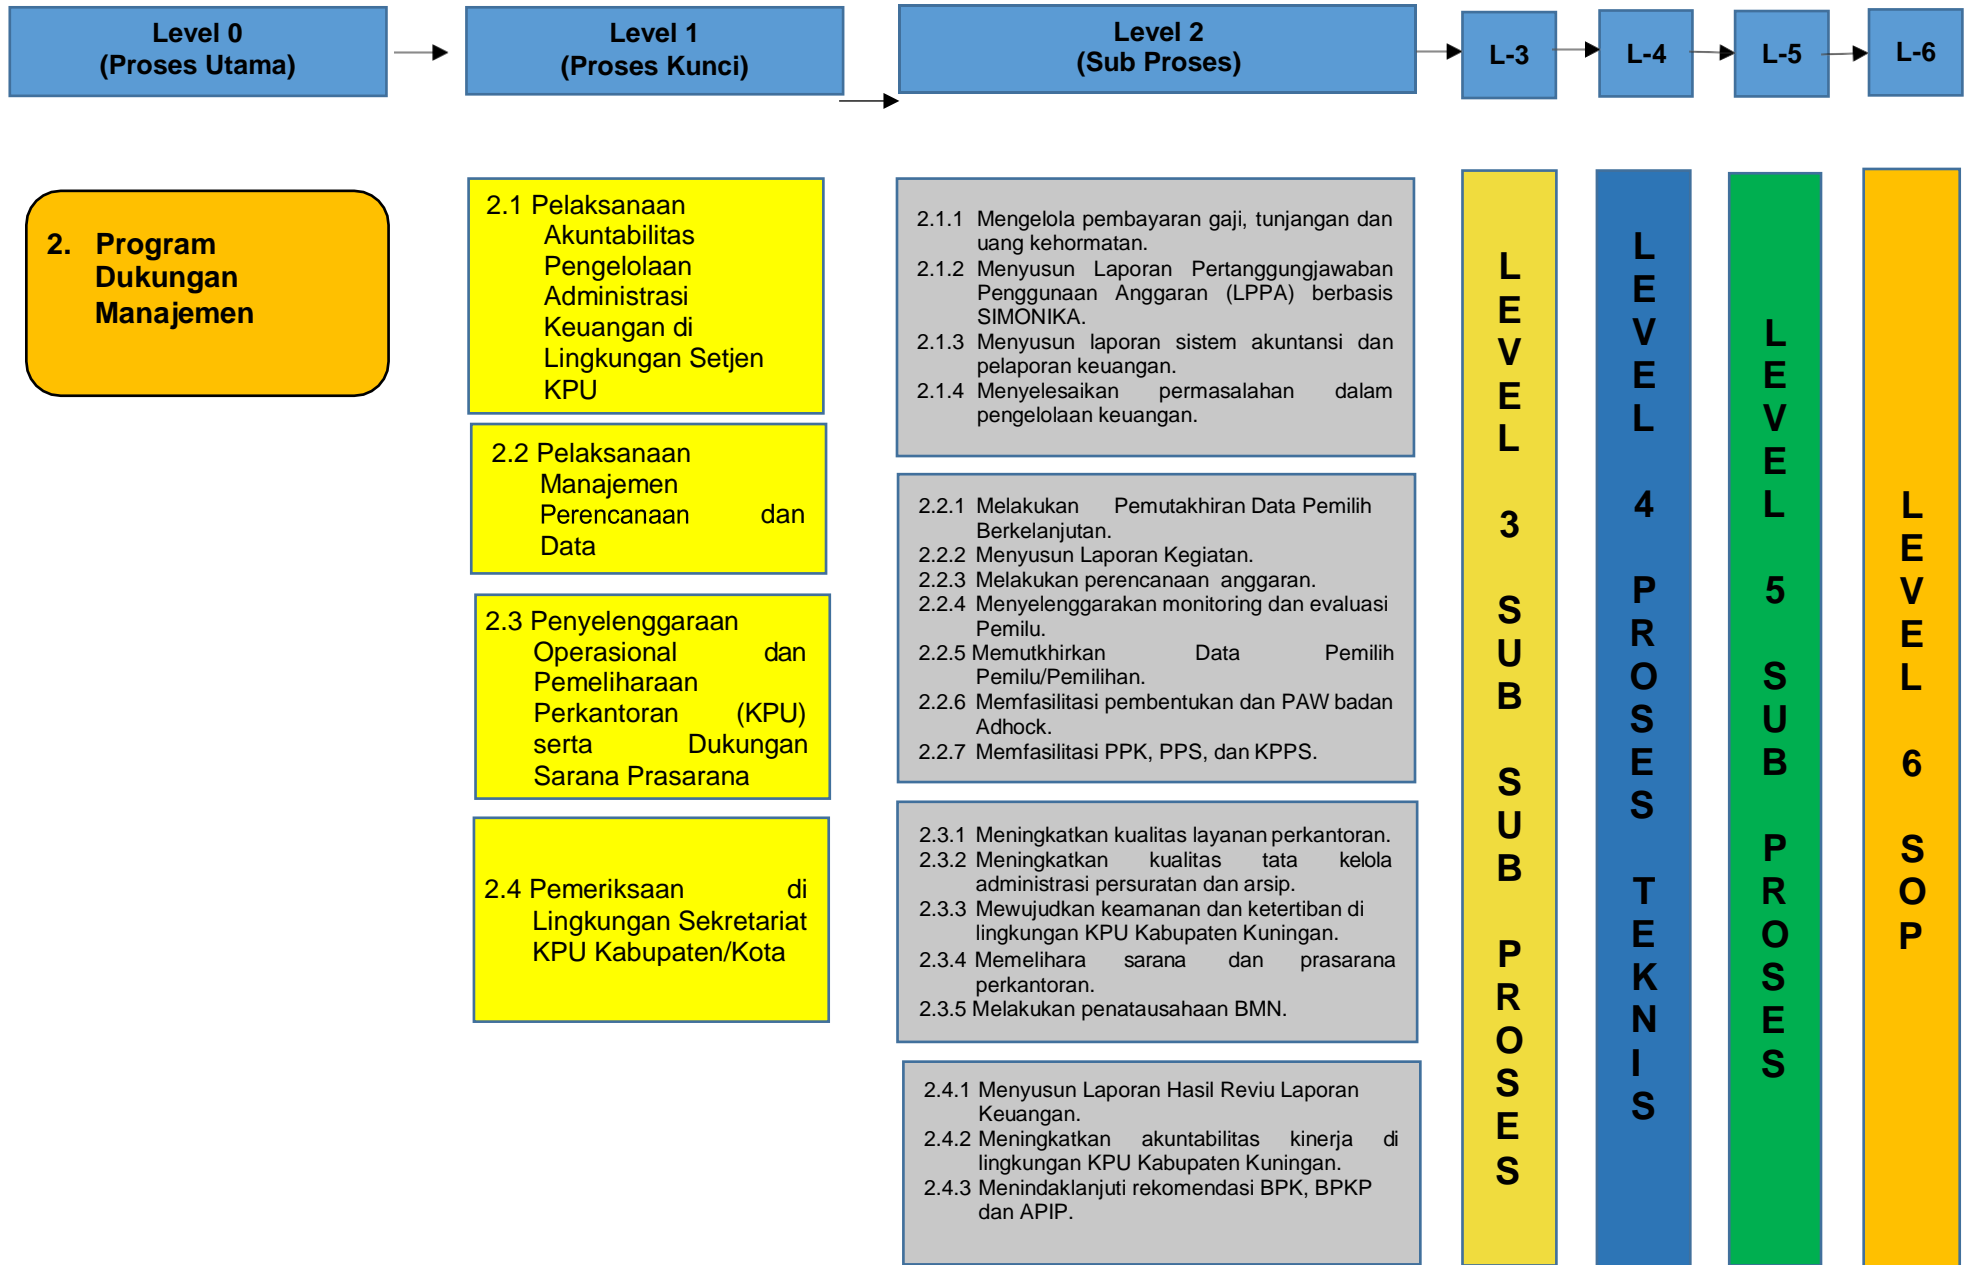 Level 0
(Proses Utama)
Level 1
(Proses Kunci)
Level 2
(Sub Proses)
L-3
L-4
L-5
L-6
2. Program
Dukungan
Manajemen
2.1 Pelaksanaan
Akuntabilitas
Pengelolaan
Administrasi
Keuangan di
Lingkungan Setjen
KPU
2.2 Pelaksanaan
Manajemen
Perencanaan dan
Data
2.3 Penyelenggaraan
Operasional dan
Pemeliharaan
Perkantoran (KPU)
serta Dukungan
Sarana Prasarana
2.4 Pemeriksaan di
Lingkungan Sekretariat
KPU Kabupaten/Kota
2.1.1 Mengelola pembayaran gaji, tunjangan dan
uang kehormatan.
2.1.2 Menyusun Laporan Pertanggungjawaban
Penggunaan Anggaran (LPPA) berbasis
SIMONIKA.
2.1.3 Menyusun laporan sistem akuntansi dan
pelaporan keuangan.
2.1.4 Menyelesaikan permasalahan dalam
pengelolaan keuangan.
2.2.1 Melakukan Pemutakhiran Data Pemilih
Berkelanjutan.
2.2.2 Menyusun Laporan Kegiatan.
2.2.3 Melakukan perencanaan anggaran.
2.2.4 Menyelenggarakan monitoring dan evaluasi
Pemilu.
2.2.5 Memutkhirkan Data Pemilih
Pemilu/Pemilihan.
2.2.6 Memfasilitasi pembentukan dan PAW badan
Adhock.
2.2.7 Memfasilitasi PPK, PPS, dan KPPS.
2.3.1 Meningkatkan kualitas layanan perkantoran.
2.3.2 Meningkatkan kualitas tata kelola
administrasi persuratan dan arsip.
2.3.3 Mewujudkan keamanan dan ketertiban di
lingkungan KPU Kabupaten Kuningan.
2.3.4 Memelihara sarana dan prasarana
perkantoran.
2.3.5 Melakukan penatausahaan BMN.
2.4.1 Menyusun Laporan Hasil Reviu Laporan
Keuangan.
2.4.2 Meningkatkan akuntabilitas kinerja di
lingkungan KPU Kabupaten Kuningan.
2.4.3 Menindaklanjuti rekomendasi BPK, BPKP
dan APIP.
LEVEL 3 SUB SUB PROSES
LEVEL 4 PROSES TEKNIS
LEVEL 5 SUB PROSES
LEVEL 6 SOP